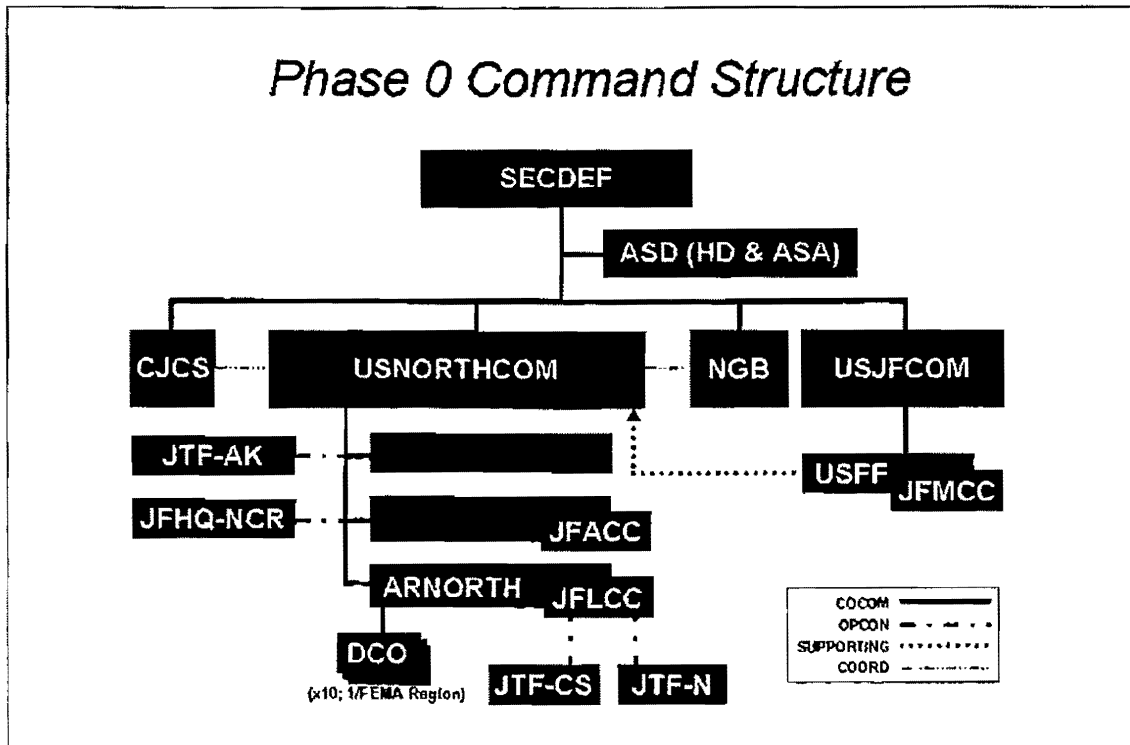 Phase 0 Command Structure
SECDEF
ASD (HD & ASA)
CJCS
USNORTHCOM
NGB
USJFCOM
JTF-AK
USFF
JFMCC
JFHQ-NCR
JFACC
ARNORTH
JFLCC
DCO
(x10; 1/FEMA Region)
JTF-CS
JTF-N
COCOM
OPCON
SUPPORTING
COORD